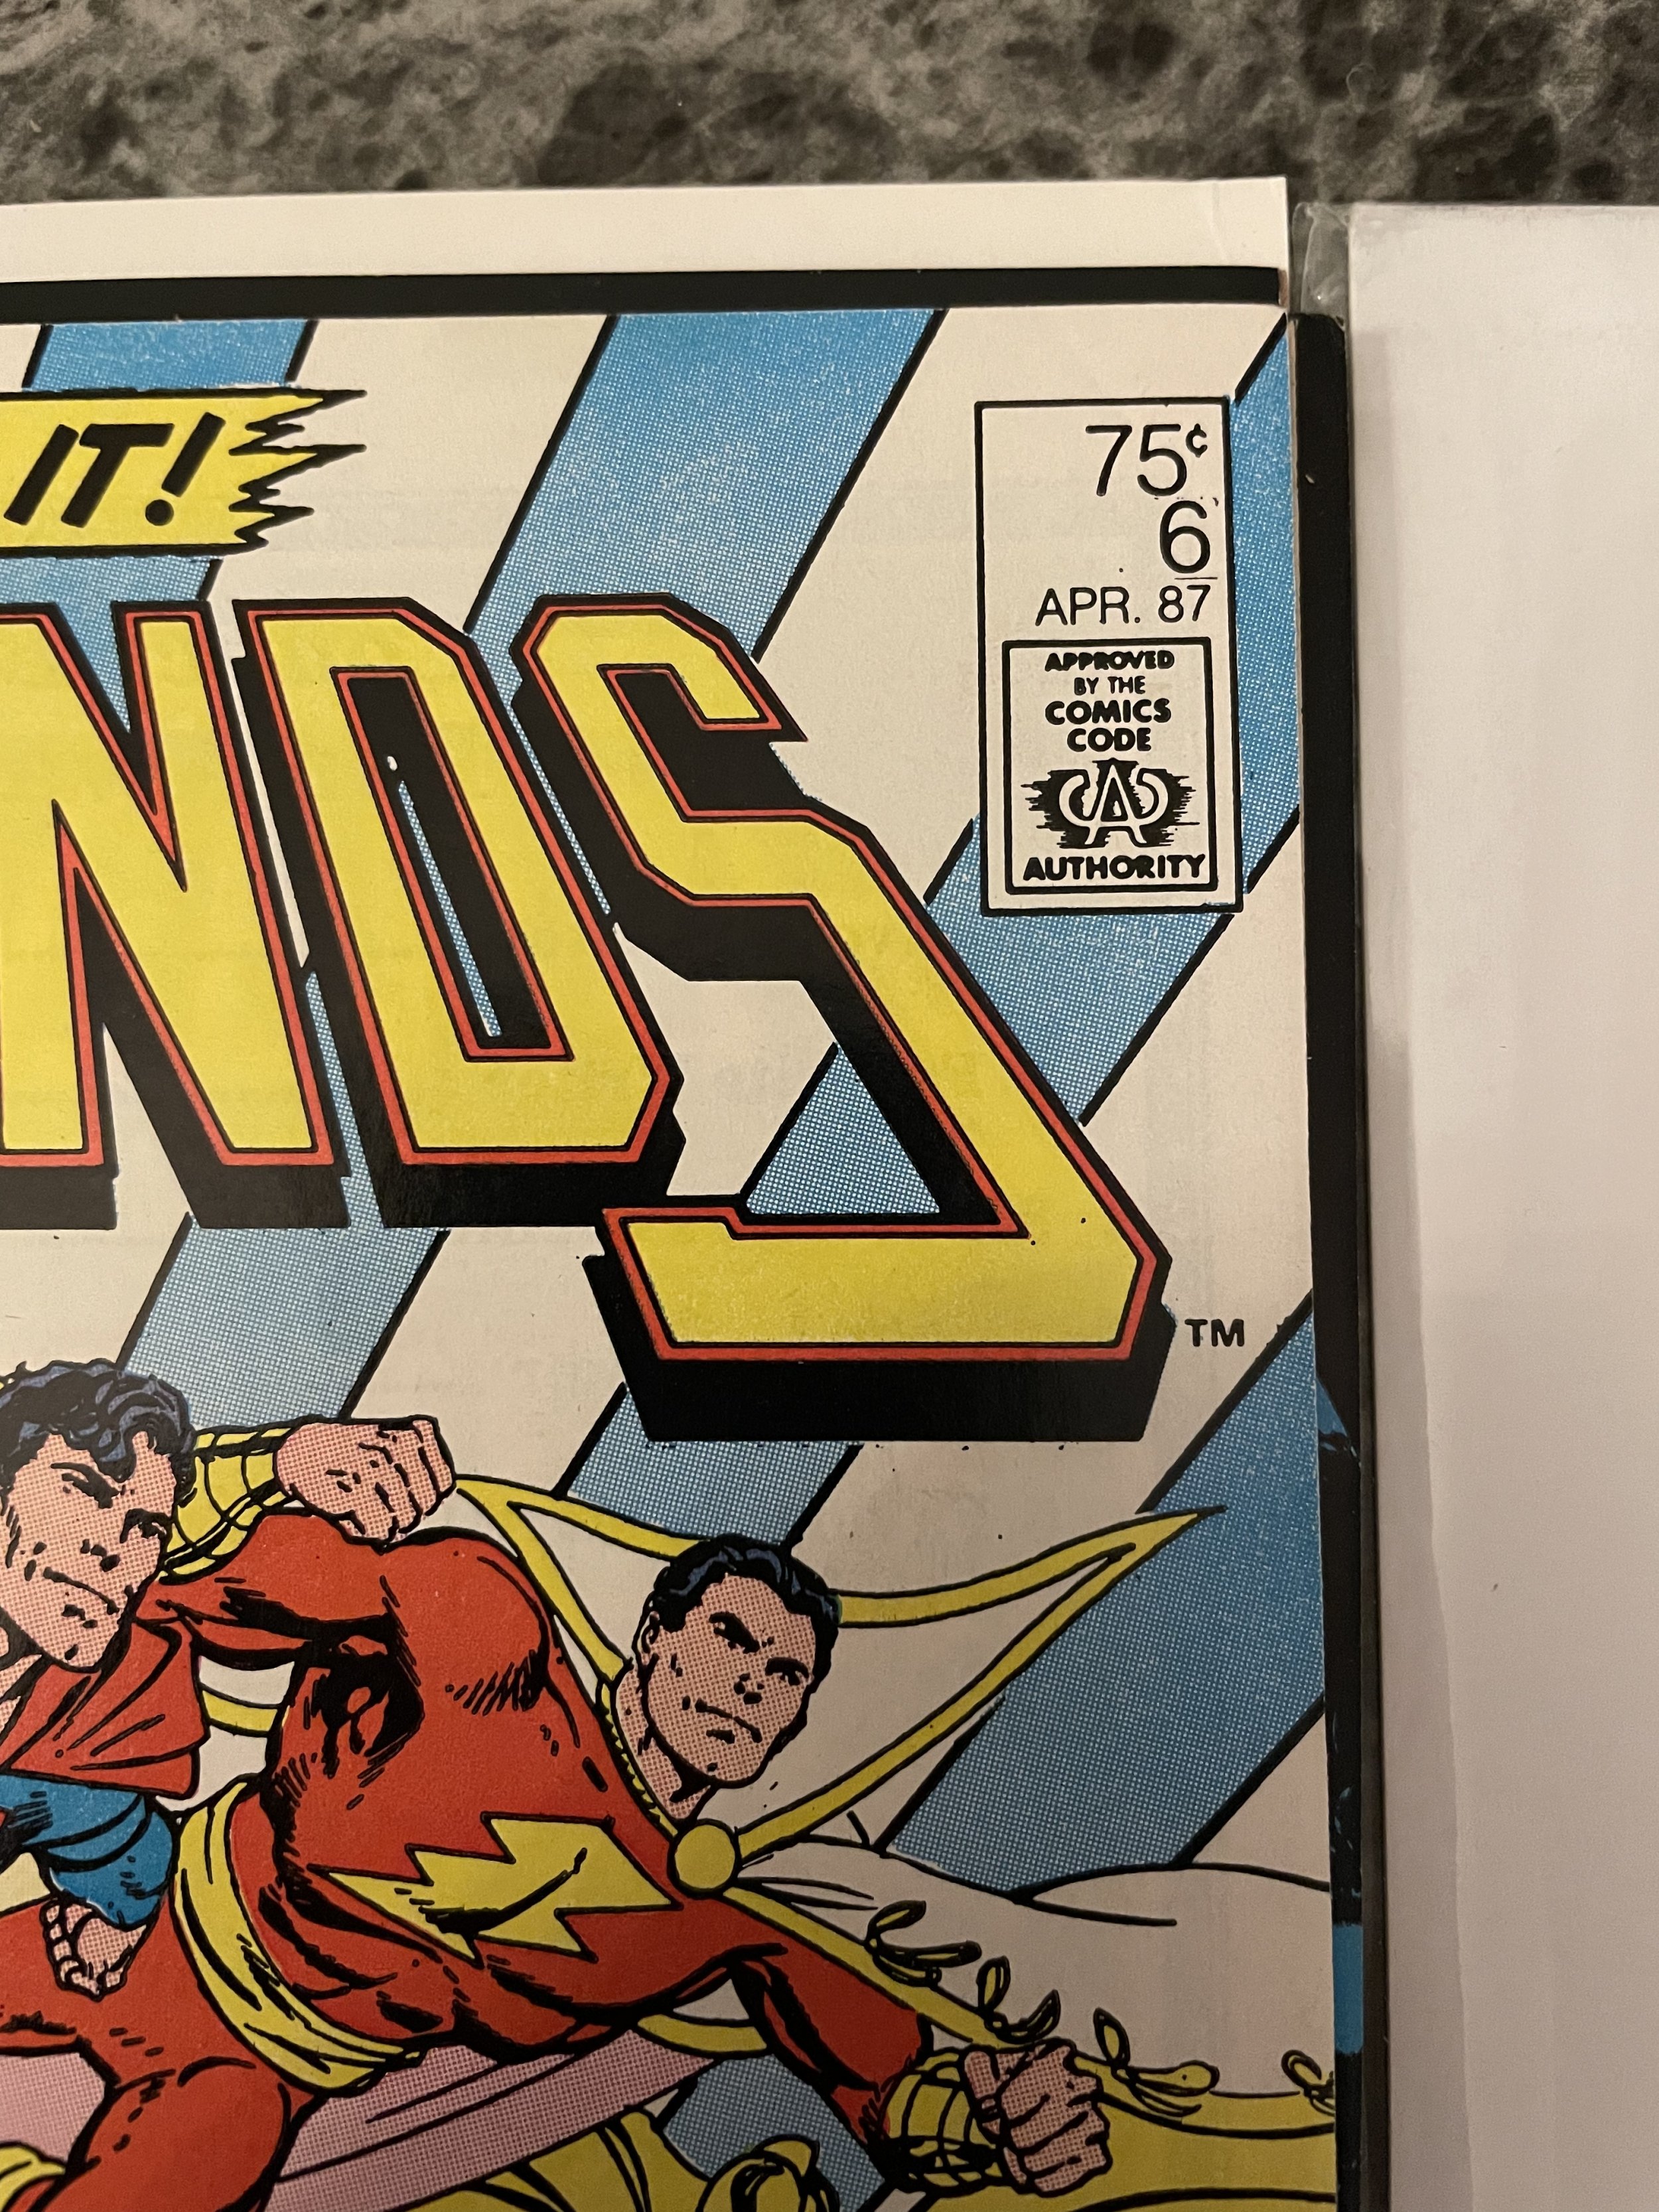 IT!
75¢
6
APR. 87
APPROVED
BY THE
COMICS
CODE
CA
AUTHORITY
NDS
TM